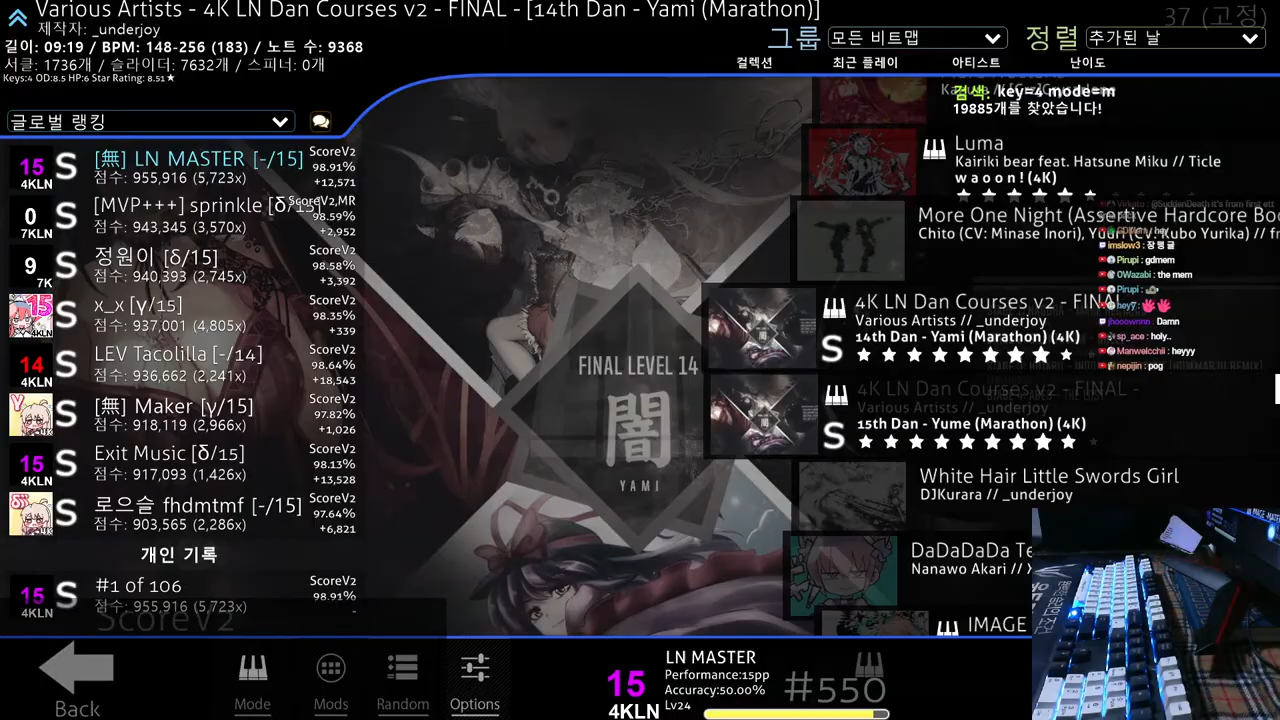 Various Artists - 4K LN Dan Courses v2 - FINAL - [14th Dan - Yami (Marathon)]
제작자: _underjoy
길이: 09:19 / BPM: 148-256 (183) / 노트 수: 9368
서클: 1736개 / 슬라이더: 7632개 / 스피너: 0개
Keys:4 OD:8.5 HP:6 Star Rating: 8.51★
37 (고정)
그룹 모든 비트맵
정렬 추가된 날
컬렉션 최근 플레이 아티스트 난이도
글로벌 랭킹
검색: key=4 mode=m
19885개를 찾았습니다!
15
4KLN
S
[無] LN MASTER [-/15]
점수: 955,916 (5,723x)
ScoreV2
98.91%
+12,571
0
7KLN
S
[MVP+++] sprinkle [δ/15]
점수: 943,345 (3,570x)
ScoreV2,MR
98.59%
+2,952
9
7K
S
정원이 [δ/15]
점수: 940,393 (2,745x)
ScoreV2
98.58%
+3,392
15
4KLN
S
x_x [γ/15]
점수: 937,001 (4,805x)
ScoreV2
98.35%
+339
14
4KLN
S
LEV Tacolilla [-/14]
점수: 936,662 (2,241x)
ScoreV2
98.64%
+18,543
S
[無] Maker [γ/15]
점수: 918,119 (2,966x)
ScoreV2
97.82%
+1,026
15
4KLN
S
Exit Music [δ/15]
점수: 917,093 (1,426x)
ScoreV2
98.13%
+13,528
S
로으슬 fhdmtmf [-/15]
점수: 903,565 (2,286x)
ScoreV2
97.64%
+6,821
개인 기록
15
4KLN
S
#1 of 106
점수: 955,916 (5,723x)
ScoreV2
98.91%
ScoreV2
FINAL LEVEL 14
闇
YAMI
Luma
Kairiki bear feat. Hatsune Miku // Ticle
w a o o n ! (4K)
More One Night (Assertive Hardcore Bo
Chito (CV: Minase Inori), Yuuri (CV: Kubo Yurika) // fr
4K LN Dan Courses v2 - FINAL -
Various Artists // _underjoy
14th Dan - Yami (Marathon) (4K)
S
4K LN Dan Courses v2 - FINAL -
Various Artists // _underjoy
15th Dan - Yume (Marathon) (4K)
S
White Hair Little Swords Girl
DJKurara // _underjoy
DaDaDaDa Te
Nanawo Akari //
IMAGE
imslow3: 장 뎅 글
Pirupi: gdmem
0Wazabi: the mem
Pirupi:
hey7:
jhooownnn: Damn
sp_ace: holy..
Manweicchii: heyyy
nepijin: pog
Back
Mode
Mods
Random
Options
15
4KLN
LN MASTER
Performance:15pp
Accuracy:50.00%
Lv24
#550